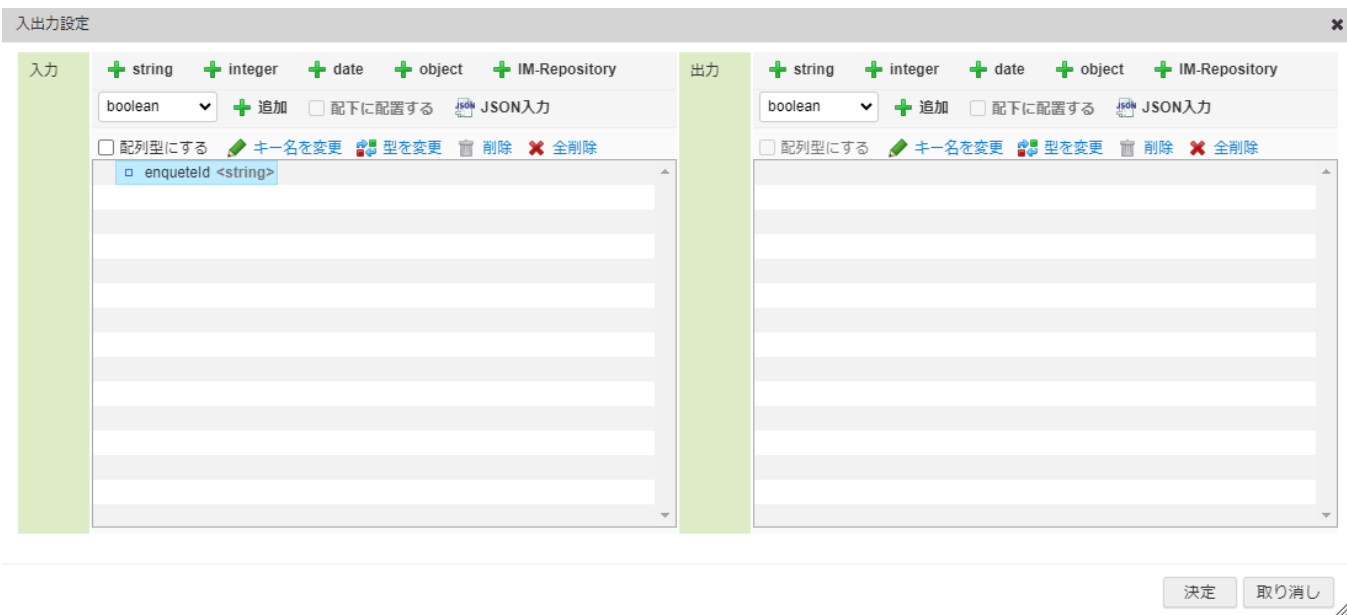 入出力設定
入力
string integer date object IM-Repository
boolean 追加 配下に配置する JSON入力
配列型にする キー名を変更 型を変更 削除 全削除
enqueteId <string>
出力
string integer date object IM-Repository
boolean 追加 配下に配置する JSON入力
配列型にする キー名を変更 型を変更 削除 全削除
決定 取り消し